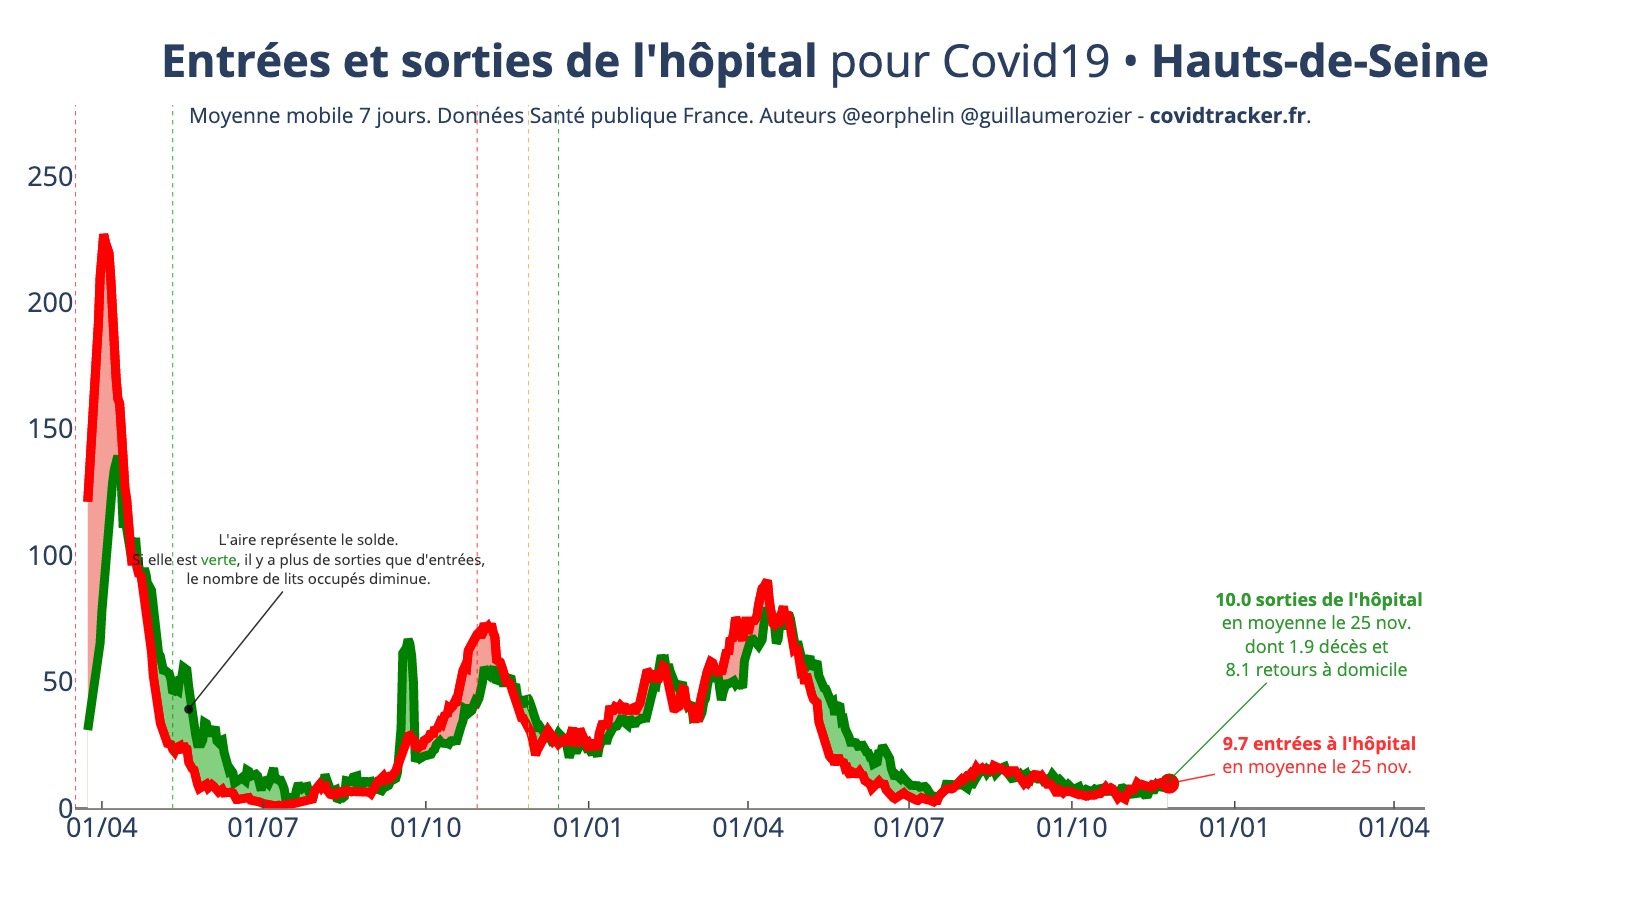 Entrées et sorties de l'hôpital pour Covid19 • Hauts-de-Seine
Moyenne mobile 7 jours. Données Santé publique France. Auteurs @eorphelin @guillaumerozier - covidtracker.fr.
250
200
150
100
50
0
L'aire représente le solde.
Si elle est verte, il y a plus de sorties que d'entrées,
le nombre de lits occupés diminue.
10.0 sorties de l'hôpital
en moyenne le 25 nov.
dont 1.9 décès et
8.1 retours à domicile
9.7 entrées à l'hôpital
en moyenne le 25 nov.
01/04 01/07 01/10 01/01 01/04 01/07 01/10 01/01 01/04